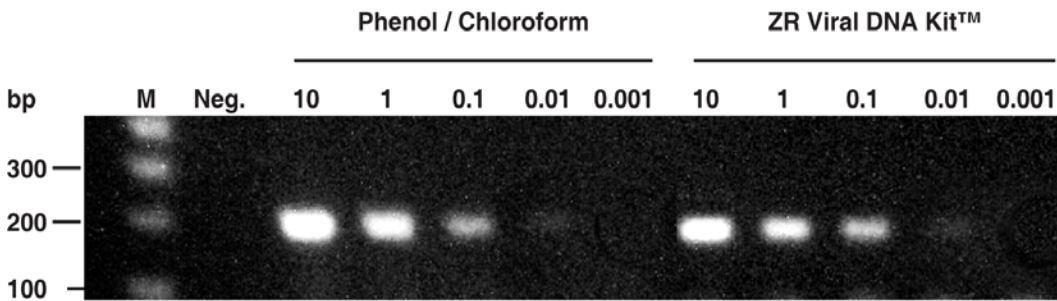 Phenol / Chloroform ZR Viral DNA Kit™
bp M Neg. 10 1 0.1 0.01 0.001 10 1 0.1 0.01 0.001
300
200
100